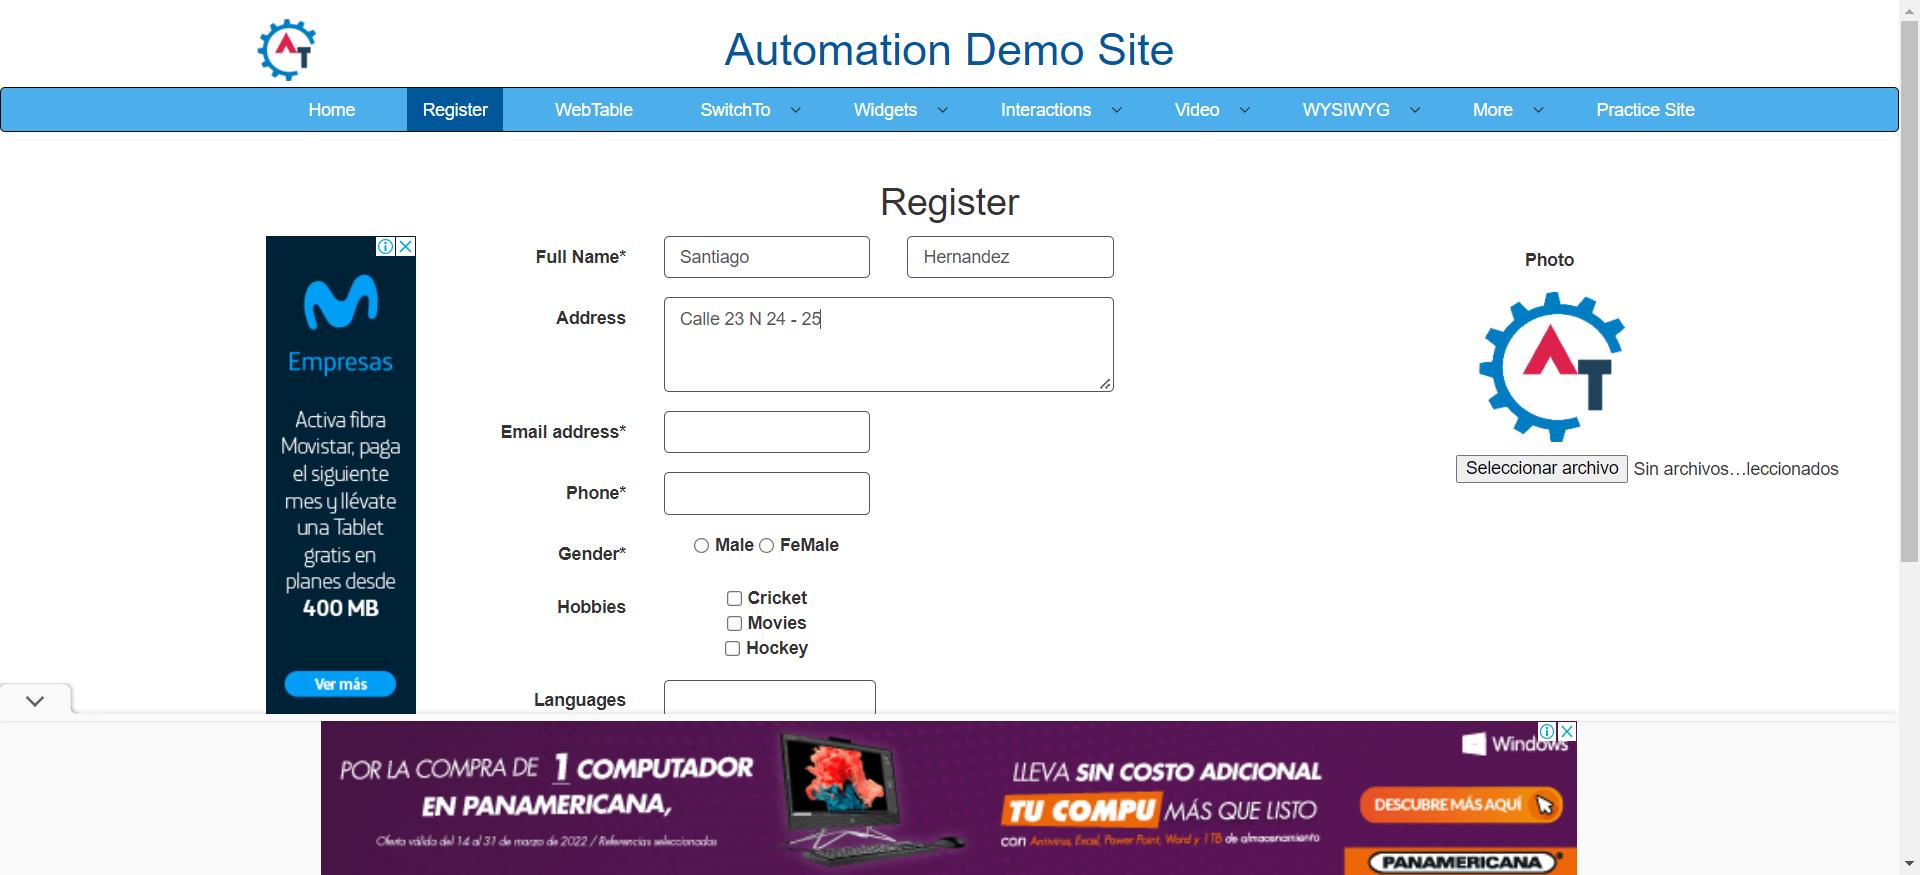 AT
Automation Demo Site
Home Register WebTable SwitchTo Widgets Interactions Video WYSIWYG More Practice Site
Register
Full Name* Santiago Hernandez
Photo
Address Calle 23 N 24 - 25
AT
Email address*
Seleccionar archivo Sin archivos...leccionados
Phone*
Gender* Male FeMale
Hobbies Cricket
Movies
Hockey
Languages
Empresas
Activa fibra
Movistar, paga
el siguiente
mes y llévate
una Tablet
gratis en
planes desde
400 MB
Ver más
POR LA COMPRA DE 1 COMPUTADOR
EN PANAMERICANA,
Oferta válida del 14 al 31 de marzo de 2022 / Referencias seleccionadas
LLEVA SIN COSTO ADICIONAL
TU COMPU MÁS QUE LISTO
con Antivirus, Excel, Power Point, Word y 1TB de almacenamiento
Windows
DESCUBRE MÁS AQUÍ
PANAMERICANA